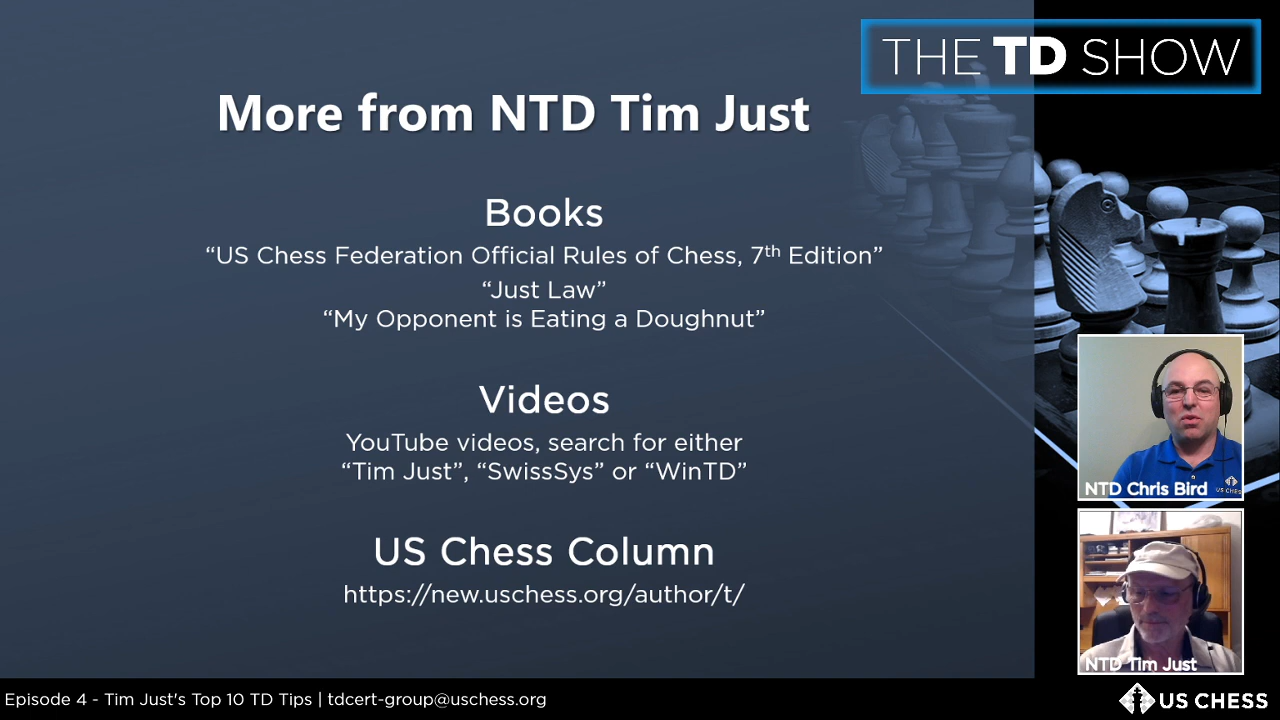 THE TD SHOW
More from NTD Tim Just
Books
“US Chess Federation Official Rules of Chess, 7th Edition”
“Just Law”
“My Opponent is Eating a Doughnut”
Videos
YouTube videos, search for either
“Tim Just”, “SwissSys” or “WinTD”
US Chess Column
https://new.uschess.org/author/t/
NTD Chris Bird
US CHESS
NTD Tim Just
Episode 4 - Tim Just's Top 10 TD Tips | tdcert-group@uschess.org
US CHESS